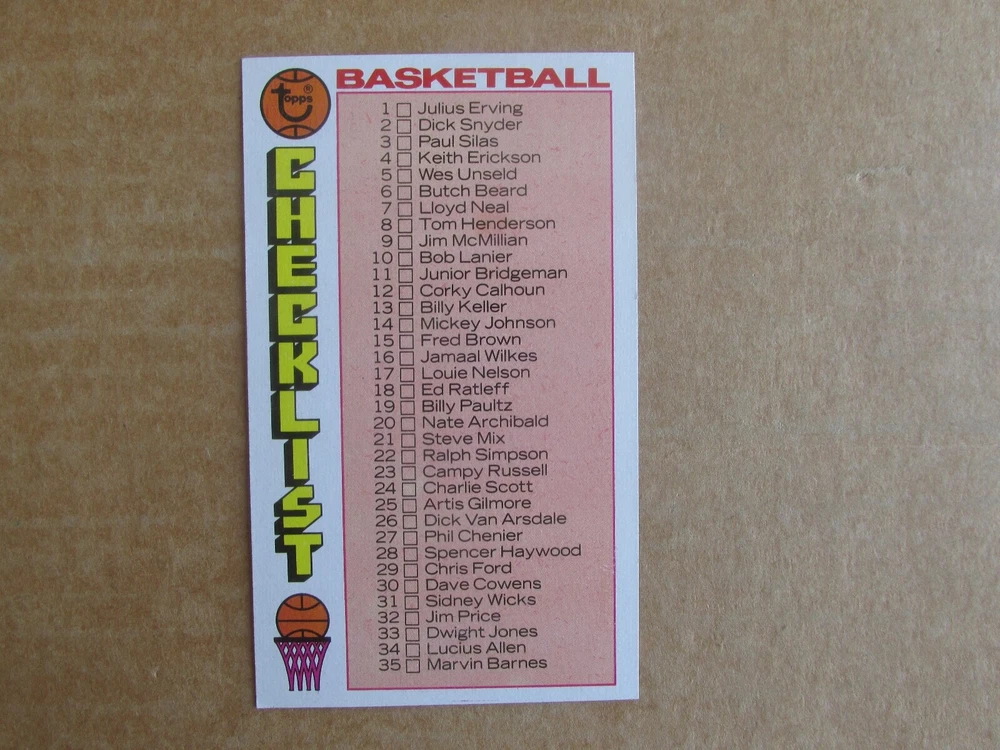 topps®
BASKETBALL
CHECKLIST
1 Julius Erving
2 Dick Snyder
3 Paul Silas
4 Keith Erickson
5 Wes Unseld
6 Butch Beard
7 Lloyd Neal
8 Tom Henderson
9 Jim McMillian
10 Bob Lanier
11 Junior Bridgeman
12 Corky Calhoun
13 Billy Keller
14 Mickey Johnson
15 Fred Brown
16 Jamaal Wilkes
17 Louie Nelson
18 Ed Ratleff
19 Billy Paultz
20 Nate Archibald
21 Steve Mix
22 Ralph Simpson
23 Campy Russell
24 Charlie Scott
25 Artis Gilmore
26 Dick Van Arsdale
27 Phil Chenier
28 Spencer Haywood
29 Chris Ford
30 Dave Cowens
31 Sidney Wicks
32 Jim Price
33 Dwight Jones
34 Lucius Allen
35 Marvin Barnes